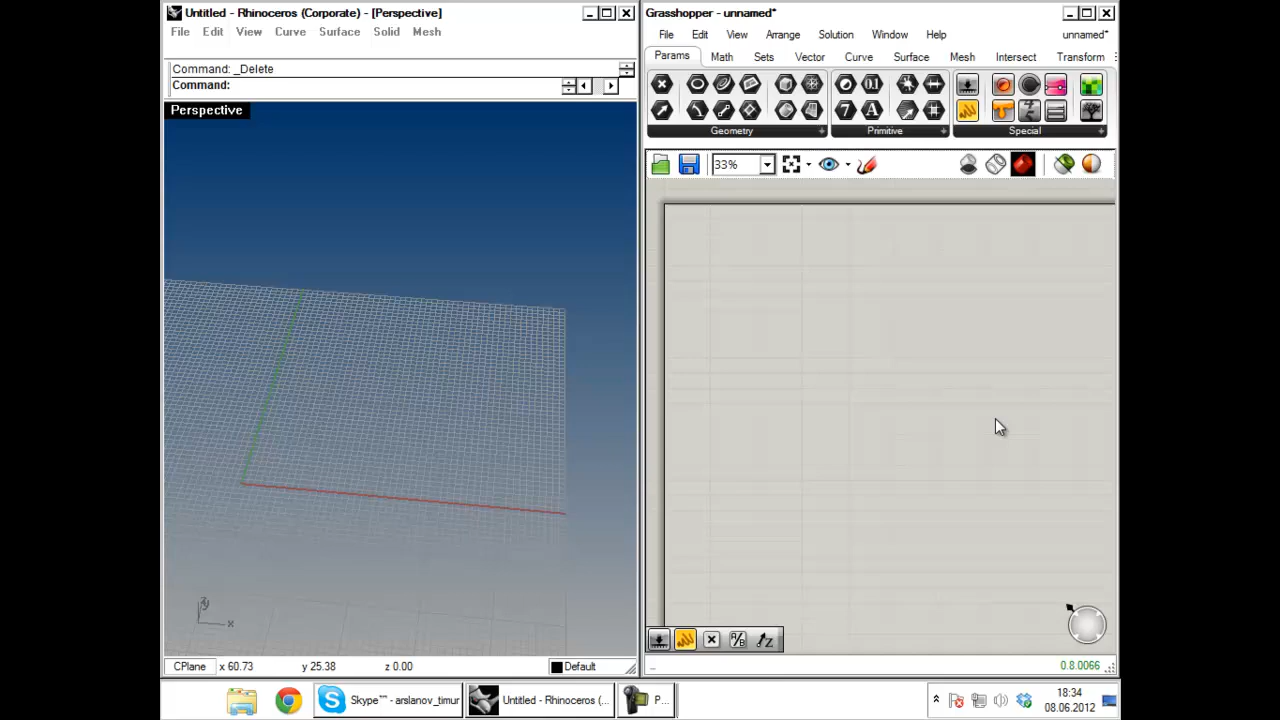 Untitled - Rhinoceros (Corporate) - [Perspective]
File Edit View Curve Surface Solid Mesh
Command: _Delete
Command:
Perspective
y
x
CPlane x 60.73 y 25.38 z 0.00 Default
Grasshopper - unnamed*
File Edit View Arrange Solution Window Help unnamed*
Params Math Sets Vector Curve Surface Mesh Intersect Transform
0.1
7 A
Geometry Primitive Special
33%
0.8.0066
Skype™ - arslanov_timur
Untitled - Rhinoceros (...
P...
18:34
08.06.2012